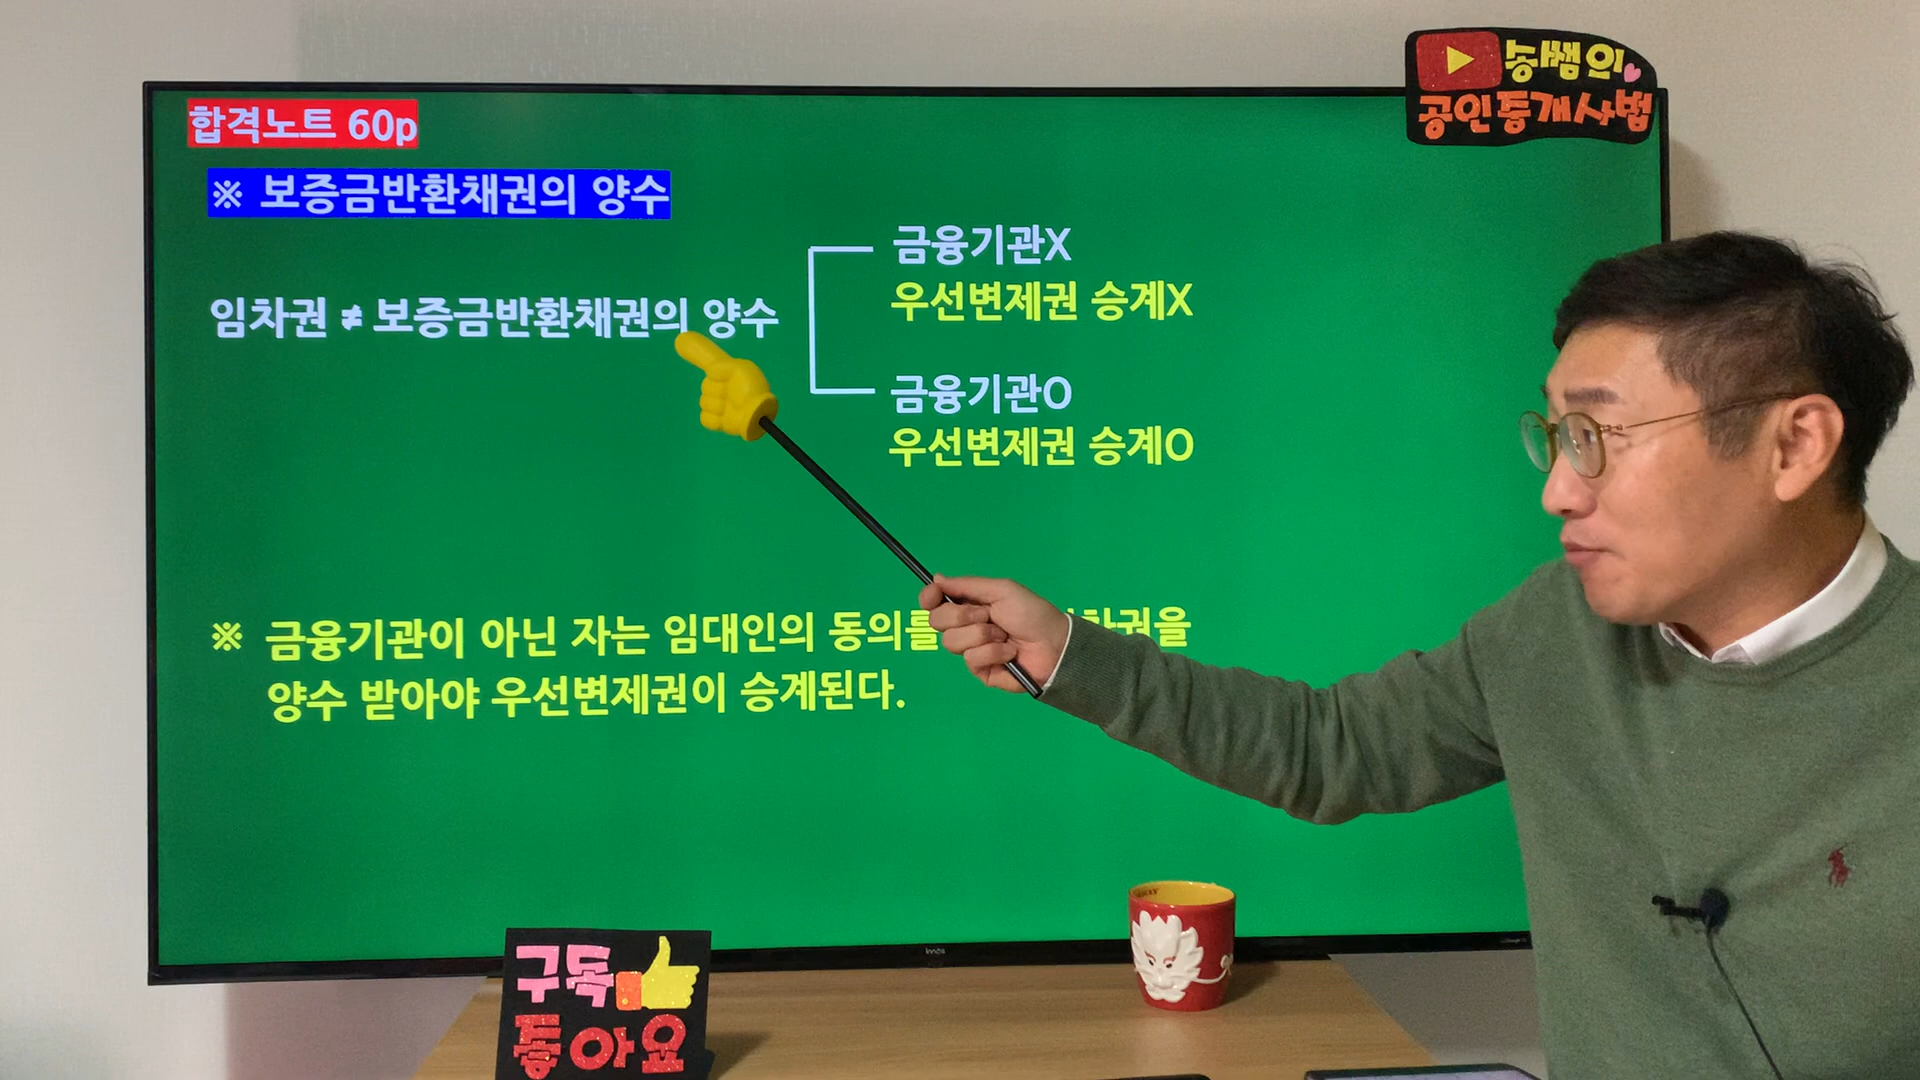 송쌤의
공인중개사법
합격노트 60p
※ 보증금반환채권의 양수
임차권 ≠ 보증금반환채권의 양수
금융기관X
우선변제권 승계X
금융기관O
우선변제권 승계O
※ 금융기관이 아닌 자는 임대인의 동의를
양수 받아야 우선변제권이 승계된다.
innos
구독
좋아요